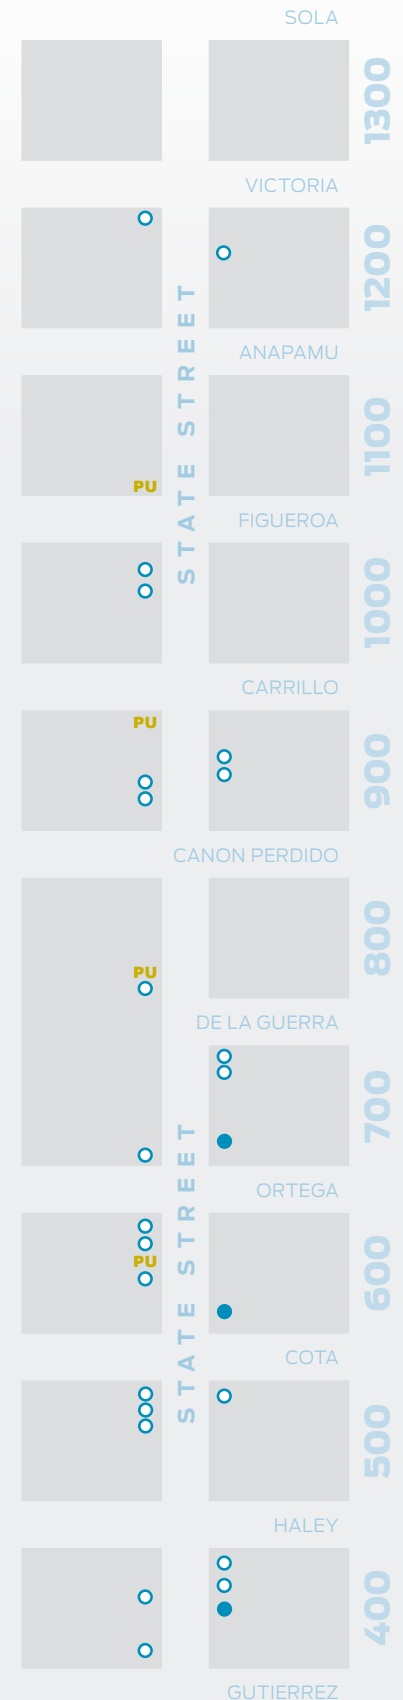 SOLA
1300
VICTORIA
1200
STATE STREET
ANAPAMU
1100
PU
FIGUEROA
1000
CARRILLO
PU
900
CANON PERDIDO
800
PU
DE LA GUERRA
700
STATE STREET
ORTEGA
PU
600
COTA
500
HALEY
400
GUTIERREZ